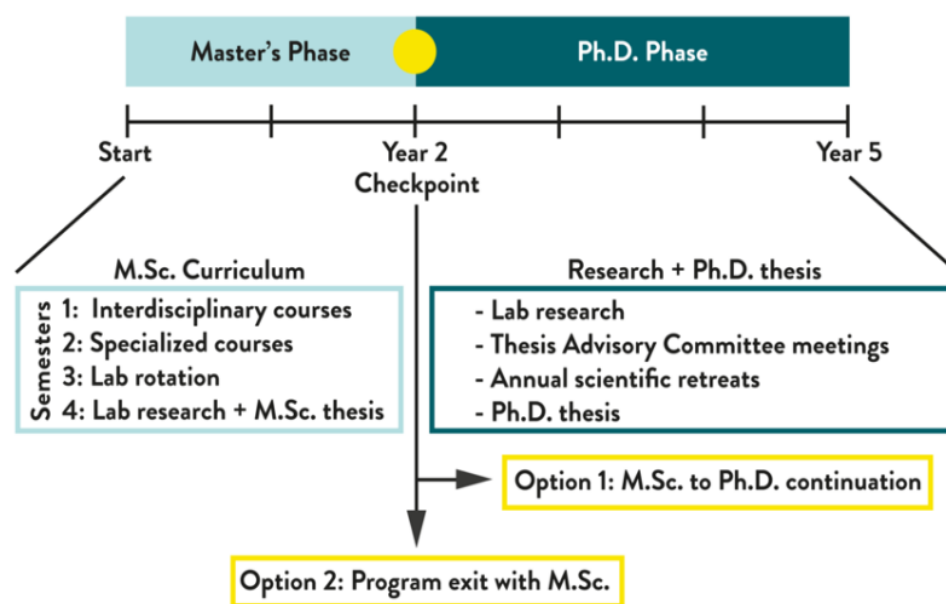 Master's Phase
Ph.D. Phase
Start
Year 2
Checkpoint
Year 5
M.Sc. Curriculum
Semesters
1: Interdisciplinary courses
2: Specialized courses
3: Lab rotation
4: Lab research + M.Sc. thesis
Research + Ph.D. thesis
- Lab research
- Thesis Advisory Committee meetings
- Annual scientific retreats
- Ph.D. thesis
Option 1: M.Sc. to Ph.D. continuation
Option 2: Program exit with M.Sc.